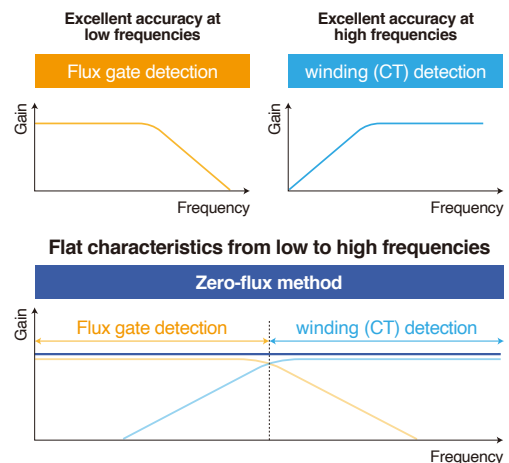 Excellent accuracy at
low frequencies
Flux gate detection
Gain
Frequency
Excellent accuracy at
high frequencies
winding (CT) detection
Gain
Frequency
Flat characteristics from low to high frequencies
Zero-flux method
Gain
Flux gate detection
winding (CT) detection
Frequency